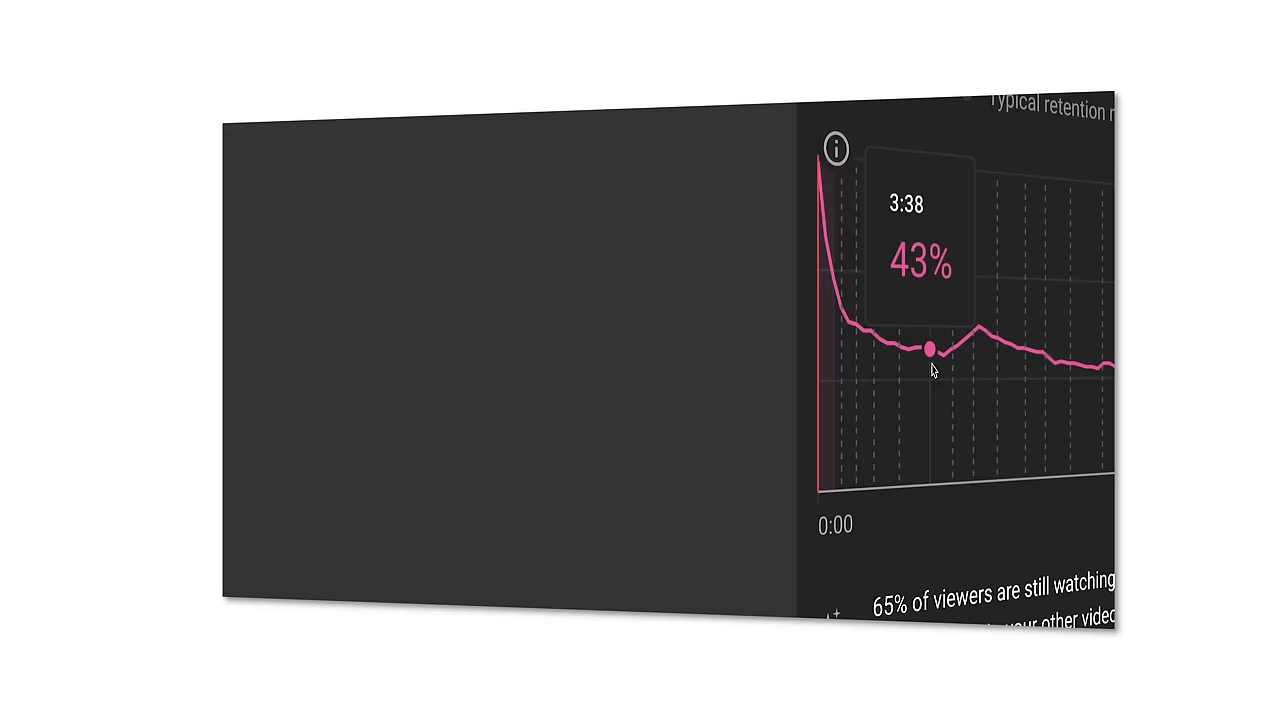 Typical retention
3:38
43%
0:00
65% of viewers are still watching
your other video